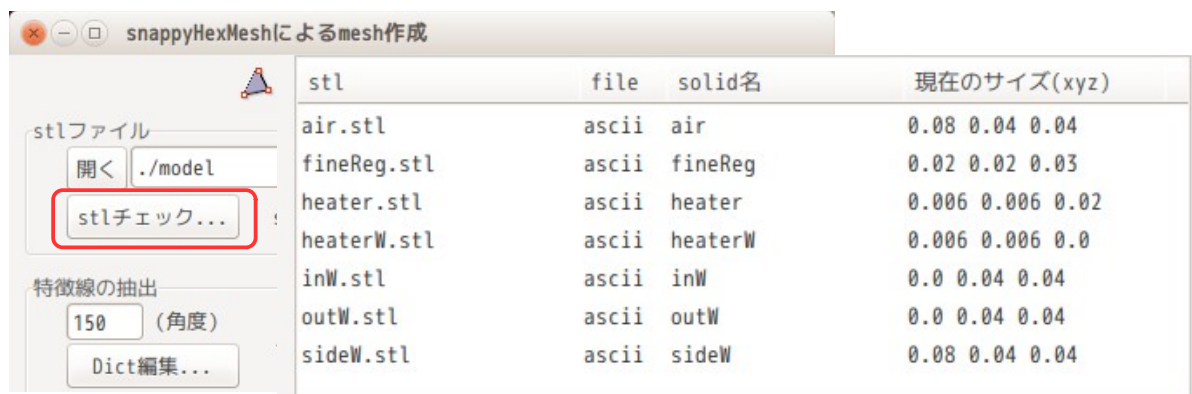 snappyHexMeshによるmesh作成
stlファイル
開く ./model
stlチェック...
特徴線の抽出
150 (角度)
Dict編集...
stl file solid名 現在のサイズ(xyz)
air.stl ascii air 0.08 0.04 0.04
fineReg.stl ascii fineReg 0.02 0.02 0.03
heater.stl ascii heater 0.006 0.006 0.02
heaterW.stl ascii heaterW 0.006 0.006 0.0
inW.stl ascii inW 0.0 0.04 0.04
outW.stl ascii outW 0.0 0.04 0.04
sideW.stl ascii sideW 0.08 0.04 0.04